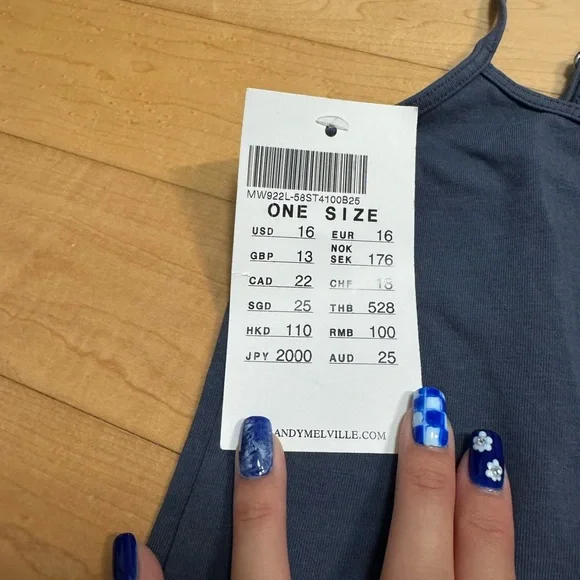 MW922L-58ST4100B25
ONE SIZE
USD 16 EUR 16
GBP 13 NOK SEK 176
CAD 22 CHF 18
SGD 25 THB 528
HKD 110 RMB 100
JPY 2000 AUD 25
ANDYMELVILLE.COM